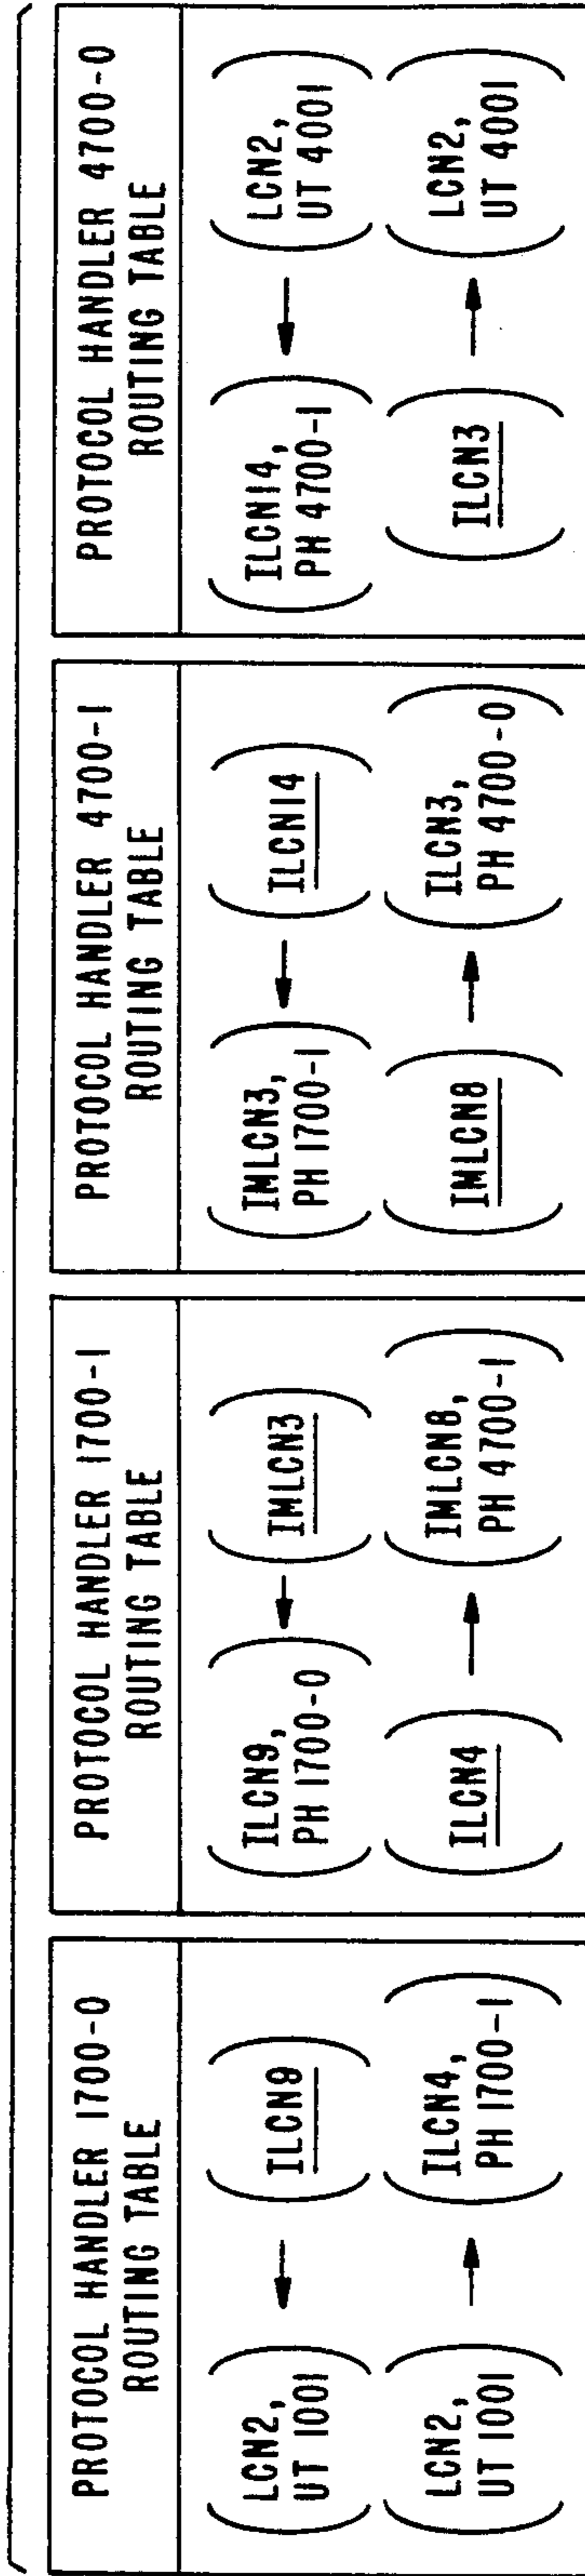 PROTOCOL HANDLER 1700-0
ROUTING TABLE
LCN2,
UT 1001
←
ILCN9
LCN2,
UT 1001
→
ILCN4,
PH 1700-1
PROTOCOL HANDLER 1700-1
ROUTING TABLE
ILCN9,
PH 1700-0
←
IMLCN3
ILCN4
→
IMLCN8,
PH 4700-1
PROTOCOL HANDLER 4700-1
ROUTING TABLE
IMLCN3,
PH 1700-1
←
ILCN14
IMLCN8
→
ILCN3,
PH 4700-0
PROTOCOL HANDLER 4700-0
ROUTING TABLE
ILCN14,
PH 4700-1
←
LCN2,
UT 4001
ILCN3
→
LCN2,
UT 4001